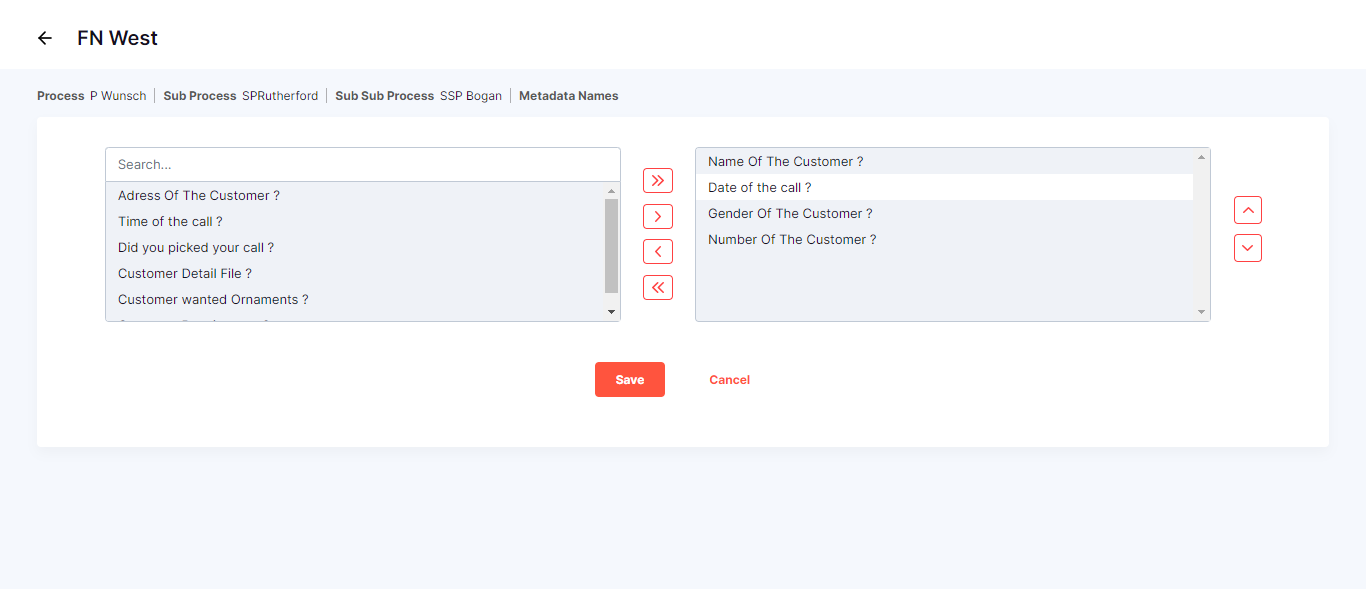 FN West
Process P Wunsch Sub Process SPRutherford Sub Sub Process SSP Bogan Metadata Names
Search...
Adress Of The Customer ?
Time of the call ?
Did you picked your call ?
Customer Detail File ?
Customer wanted Ornaments ?
Name Of The Customer ?
Date of the call ?
Gender Of The Customer ?
Number Of The Customer ?
Save
Cancel